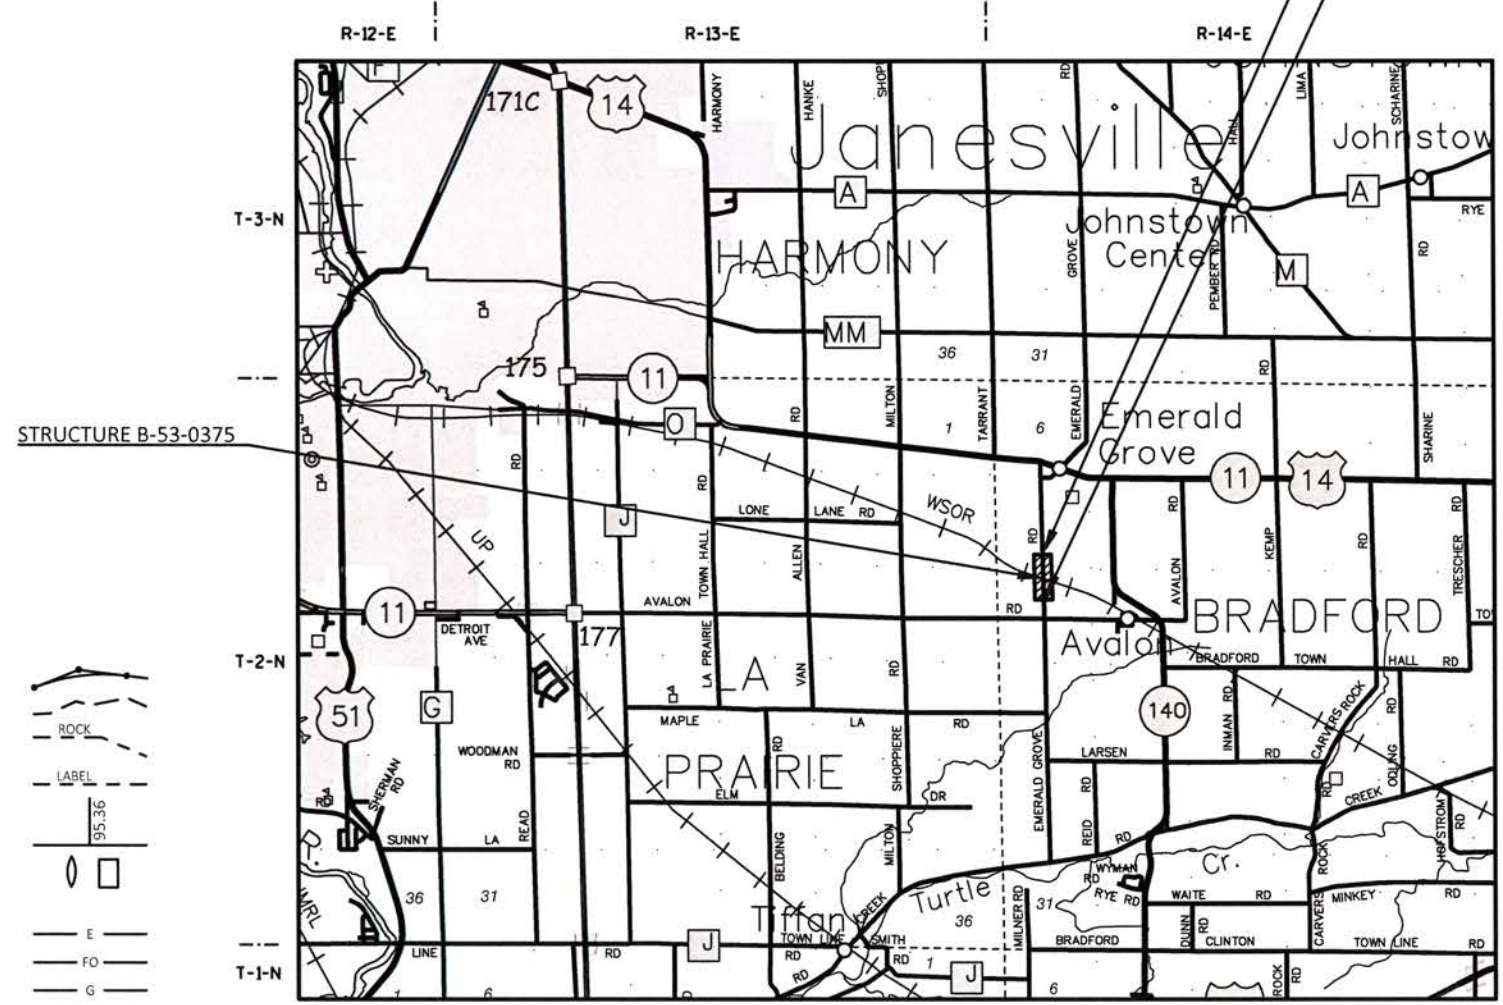 R-12-E
R-13-E
R-14-E
171C
14
HARMONY
HANKE
RD
HALL
LIMA
SCHARINE
Janesville
Johnstow
A
A
RYE
T-3-N
HARMONY
Johnstown
Center
GROVE
PEMBER RD
M
RD
MM
36
31
175
11
RD
O
RD
MILTON
TARRANT
1
6
EMERALD
Emerald
Grove
SHARINE
STRUCTURE B-53-0375
RD
RD
11
14
J
LONE
LANE RD
WSOR
UP
RD
RD
RD
RD
TOWN HALL
ALLEN
AVALON
KEMP
TRESCHER
11
AVALON
RD
DETROIT
AVE
177
BRADFORD
TO
Avalon
T-2-N
LA PRAIRIE
VAN
RD
BRADFORD
TOWN
HALL
RD
51
G
_A
140
INMAN
RD
CARVERS ROCK
RD
MAPLE
LA
RD
ROCK
WOODMAN
RD
RD
SHOPPIERE
EMERALD GROVE
LARSEN
RD
ODLING
PRAIRIE
LABEL
SHERMAN
RD
RD
ELM
DR
REID
RD
RD
CREEK
95.36
SUNNY
LA
READ
BELDING
MILTON
RD
Cr.
ROCK
HOFSTROM
RD
WYMAN
RD
RYE RD
WAITE
RD
MINKEY
RD
36
31
Turtle
36
31
MILNER RD
CREEK
Tiffany
E
LINE
RD
J
TOWN LINE
SMITH
BRADFORD
DUNN
RD
CLINTON
CARVERS
TOWN LINE
RD
FO
RD
RD
RD
1
J
T-1-N
G
1
6
6
ROCK
RD